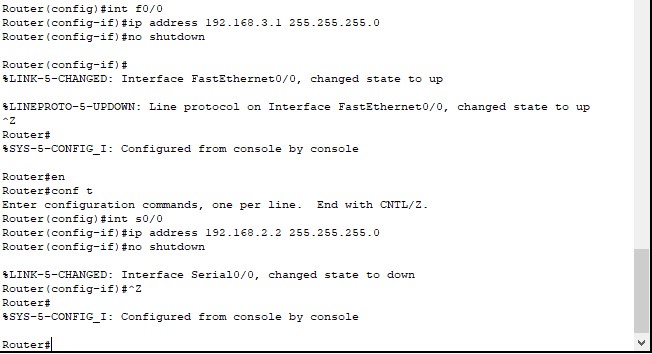 Router(config)#int f0/0
Router(config-if)#ip address 192.168.3.1 255.255.255.0
Router(config-if)#no shutdown
Router(config-if)#
%LINK-5-CHANGED: Interface FastEthernet0/0, changed state to up
%LINEPROTO-5-UPDOWN: Line protocol on Interface FastEthernet0/0, changed state to up
^Z
Router#
%SYS-5-CONFIG_I: Configured from console by console
Router#en
Router#conf t
Enter configuration commands, one per line.  End with CNTL/Z.
Router(config)#int s0/0
Router(config-if)#ip address 192.168.2.2 255.255.255.0
Router(config-if)#no shutdown
%LINK-5-CHANGED: Interface Serial0/0, changed state to down
Router(config-if)#^Z
Router#
%SYS-5-CONFIG_I: Configured from console by console
Router#